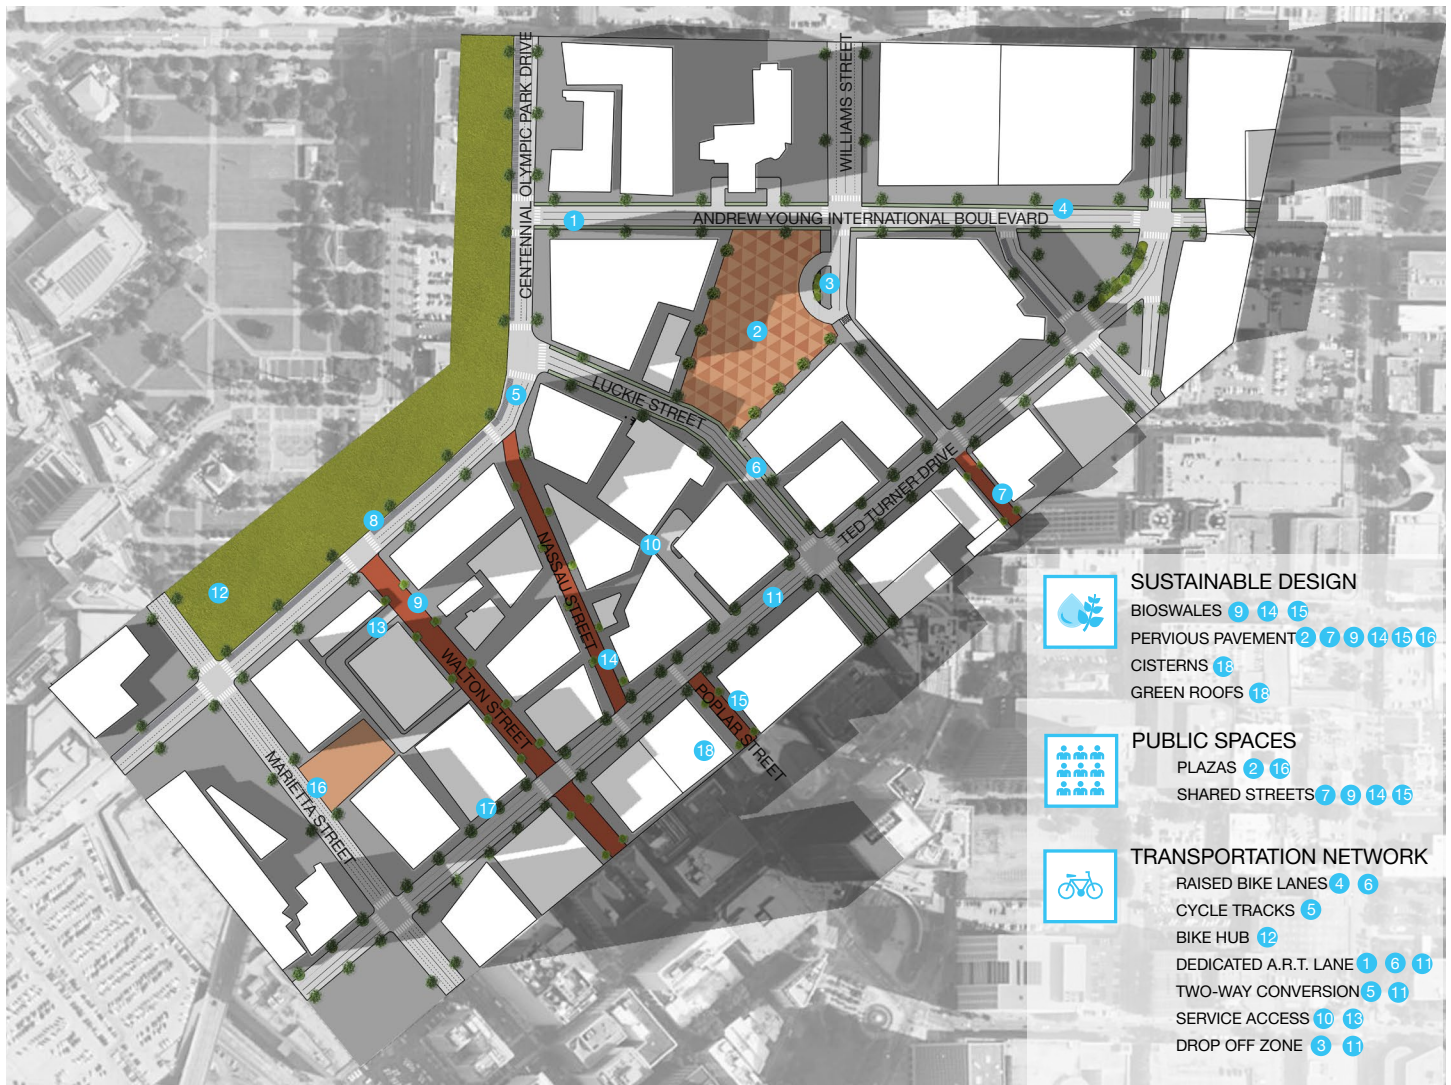 CENTENNIAL OLYMPIC PARK DRIVE
WILLIAMS STREET
1
ANDREW YOUNG INTERNATIONAL BOULEVARD
4
3
2
5
LUCKIE STREET
6
TED TURNER DRIVE
7
8
NASSAU STREET
10
12
9
11
13
WALTON STREET
14
POPLAR STREET
15
18
MARIETTA STREET
16
17
SUSTAINABLE DESIGN
BIOSWALES 9 14 15
PERVIOUS PAVEMENT 2 7 9 14 15 16
CISTERNS 18
GREEN ROOFS 18
PUBLIC SPACES
PLAZAS 2 16
SHARED STREETS 7 9 14 15
TRANSPORTATION NETWORK
RAISED BIKE LANES 4 6
CYCLE TRACKS 5
BIKE HUB 12
DEDICATED A.R.T. LANE 1 6 11
TWO-WAY CONVERSION 5 11
SERVICE ACCESS 10 13
DROP OFF ZONE 3 11